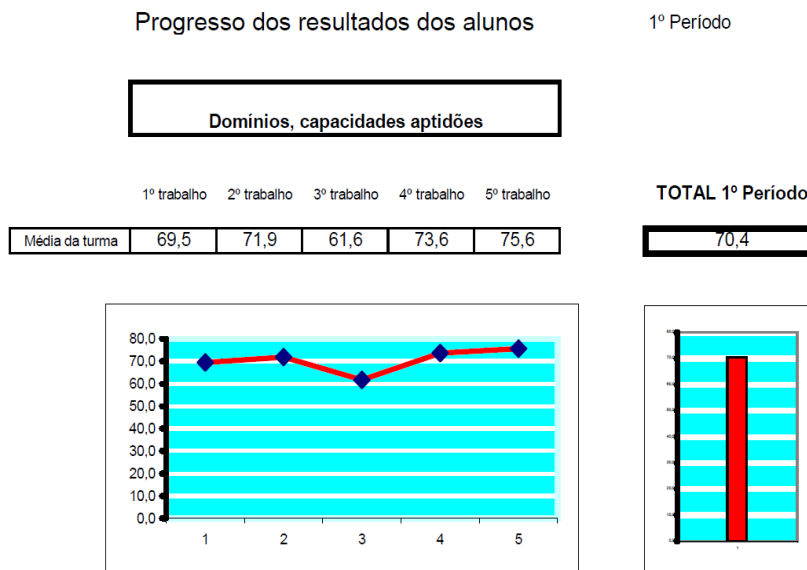 Progresso dos resultados dos alunos 1º Período
Domínios, capacidades aptidões
1º trabalho 2º trabalho 3º trabalho 4º trabalho 5º trabalho TOTAL 1º Período
Média da turma 69,5 71,9 61,6 73,6 75,6 70,4
80,0
70,0
60,0
50,0
40,0
30,0
20,0
10,0
0,0
1 2 3 4 5